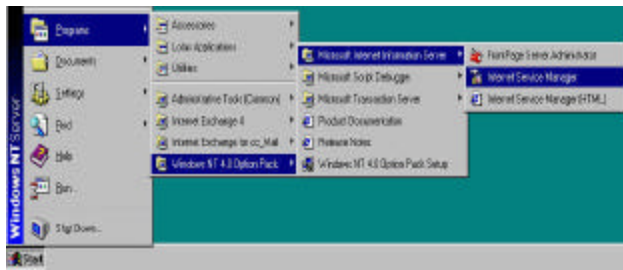 Windows NT Server
Programs
Documents
Settings
Find
Help
Run...
Shut Down...
Start
Accessories
Lotus Applications
Utilities
Administrative Tools (Common)
Internet Exchange 4
Internet Exchange for cc_Mail
Windows NT 4.0 Option Pack
Microsoft Internet Information Server
Microsoft Script Debugger
Microsoft Transaction Server
Product Documentation
Release Notes
Windows NT 4.0 Option Pack Setup
FrontPage Server Administrator
Internet Service Manager
Internet Service Manager (HTML)